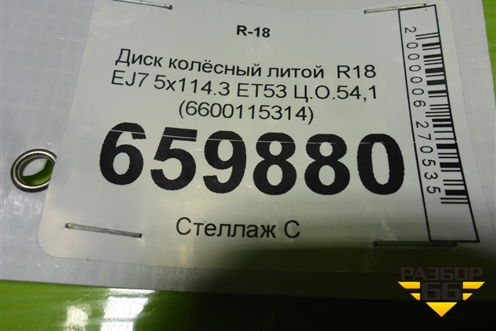 R-18
Диск колёсный литой R18
EJ7 5x114.3 ET53 Ц.О.54,1
(6600115314)
659880
Стеллаж С
2000006270535
РАЗБОР
66